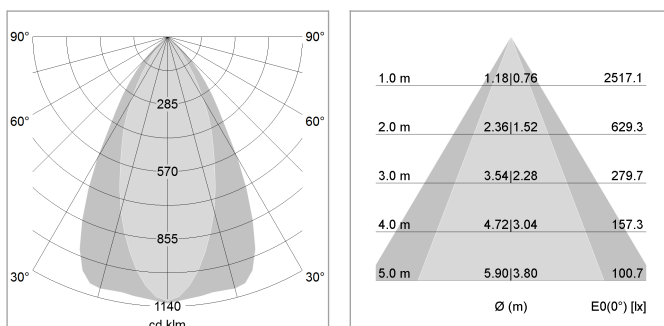 90° 90°
285
60° 60°
570
855
30° 30°
1140
cd klm
1.0 m 1.18|0.76 2517.1
2.0 m 2.36|1.52 629.3
3.0 m 3.54|2.28 279.7
4.0 m 4.72|3.04 157.3
5.0 m 5.90|3.80 100.7
Ø (m) E0(0°) [lx]